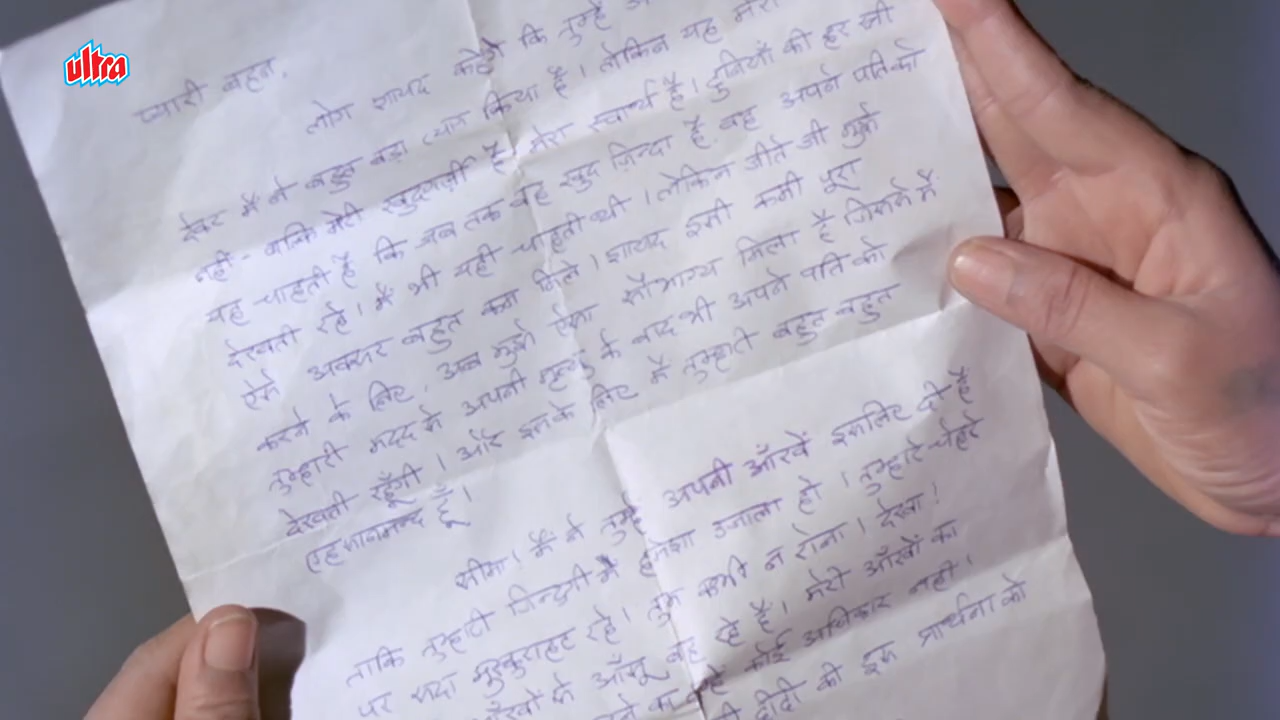 ultra
प्यारी बहन,
लोग शायद कहेंगे कि तुम्हें
देकर मैं ने बहुत बड़ा त्याग किया है। लेकिन यह मेरा
नहीं - बल्कि मेरी खुदगर्ज़ी है, मेरा स्वार्थ है। दुनियाँ की हर स्त्री
यह चाहती है कि जब तक वह खुद ज़िन्दा है, वह अपने पति को
देखती रहे। मैं भी यही चाहती थी। लेकिन जीते जी मुझे
ऐसे अवसर बहुत कम मिले। शायद इसी कमी पूरा
करने के लिए, अब मुझे ऐसा सौभाग्य मिला है जिससे मैं
तुम्हारी मदद से अपनी मृत्यु के बाद भी अपने पति को
देखती रहूँगी। और इसके लिए मैं तुम्हारी बहुत बहुत
एहसानमन्द हूँ।
सीमा। मैं ने तुम्हें अपनी आँखें इसलिए दी हैं
ताकि तुम्हारी जिन्दगी में हमेशा उजाला हो। तुम्हारे चेहरे
पर सदा मुस्कुराहट रहे। तुम कभी न रोना। देखो!
आँखों से आँसू बह रहे हैं। मेरी आँखों का
का तुम्हें कोई अधिकार नहीं।
दीदी की इस प्रार्थना को